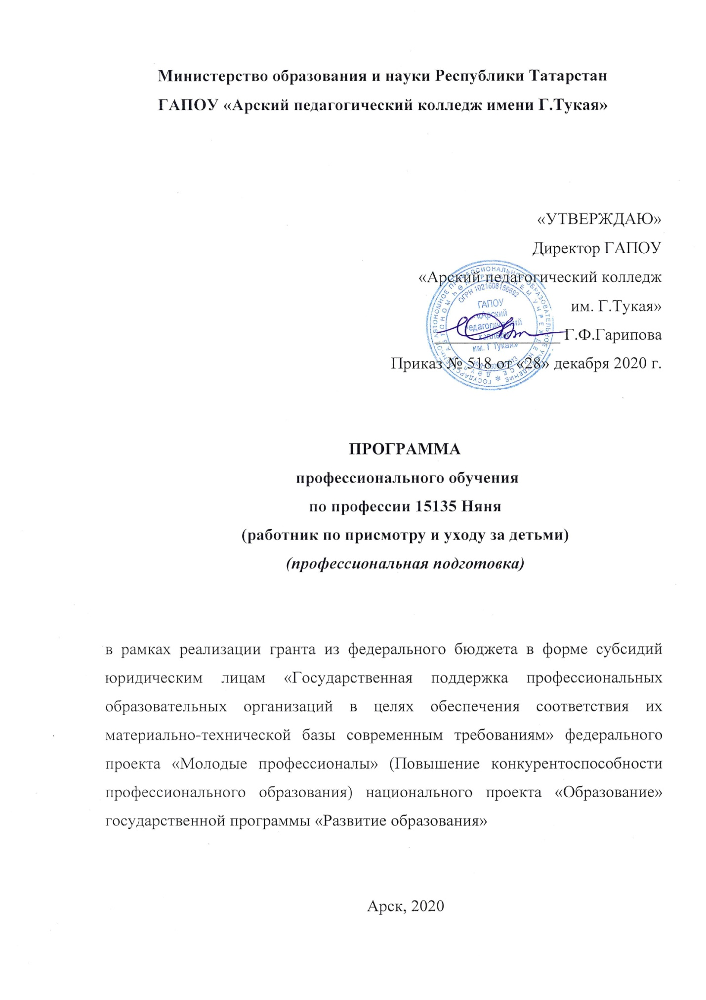 Министерство образования и науки Республики Татарстан
ГАПОУ «Арский педагогический колледж имени Г.Тукая»
«УТВЕРЖДАЮ»
Директор ГАПОУ
«Арский педагогический колледж
им. Г.Тукая»
Г.Ф.Гарипова
Приказ № 518 от «28» декабря 2020 г.
ОГРН 1021606156692
ГАПОУ
«Арский
педагогический
колледж
им. Г Тукая»
ПРОГРАММА
профессионального обучения
по профессии 15135 Няня
(работник по присмотру и уходу за детьми)
(профессиональная подготовка)
в рамках реализации гранта из федерального бюджета в форме субсидий
юридическим лицам «Государственная поддержка профессиональных
образовательных организаций в целях обеспечения соответствия их
материально-технической базы современным требованиям» федерального
проекта «Молодые профессионалы» (Повышение конкурентоспособности
профессионального образования) национального проекта «Образование»
государственной программы «Развитие образования»
Арск, 2020